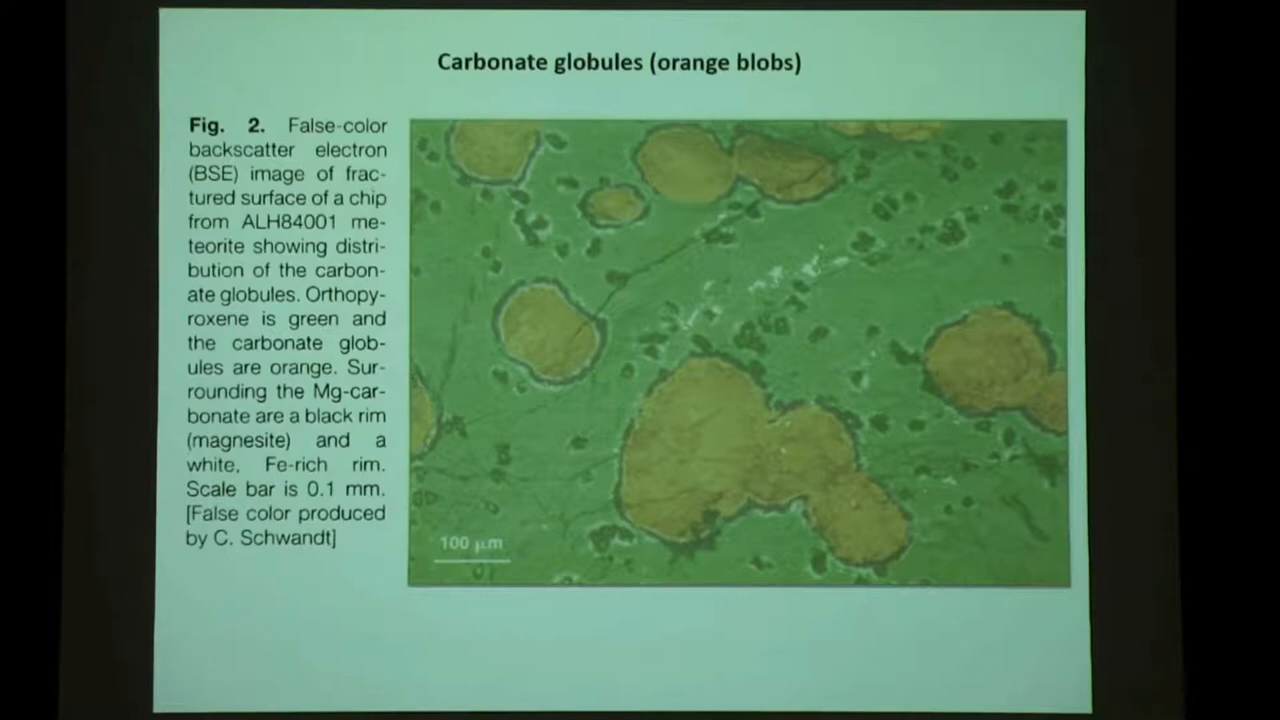 Carbonate globules (orange blobs)
Fig. 2. False-color
backscatter electron
(BSE) image of frac-
tured surface of a chip
from ALH84001 me-
teorite showing distri-
bution of the carbon-
ate globules. Orthopy-
roxene is green and
the carbonate glob-
ules are orange. Sur-
rounding the Mg-car-
bonate are a black rim
(magnesite) and a
white, Fe-rich rim.
Scale bar is 0.1 mm.
[False color produced
by C. Schwandt]
100 μm